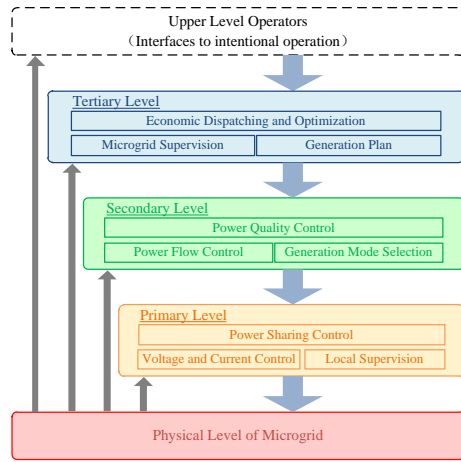 Upper Level Operators
（Interfaces to intentional operation）
Tertiary Level
Economic Dispatching and Optimization
Microgrid Supervision
Generation Plan
Secondary Level
Power Quality Control
Power Flow Control
Generation Mode Selection
Primary Level
Power Sharing Control
Voltage and Current Control
Local Supervision
Physical Level of Microgrid